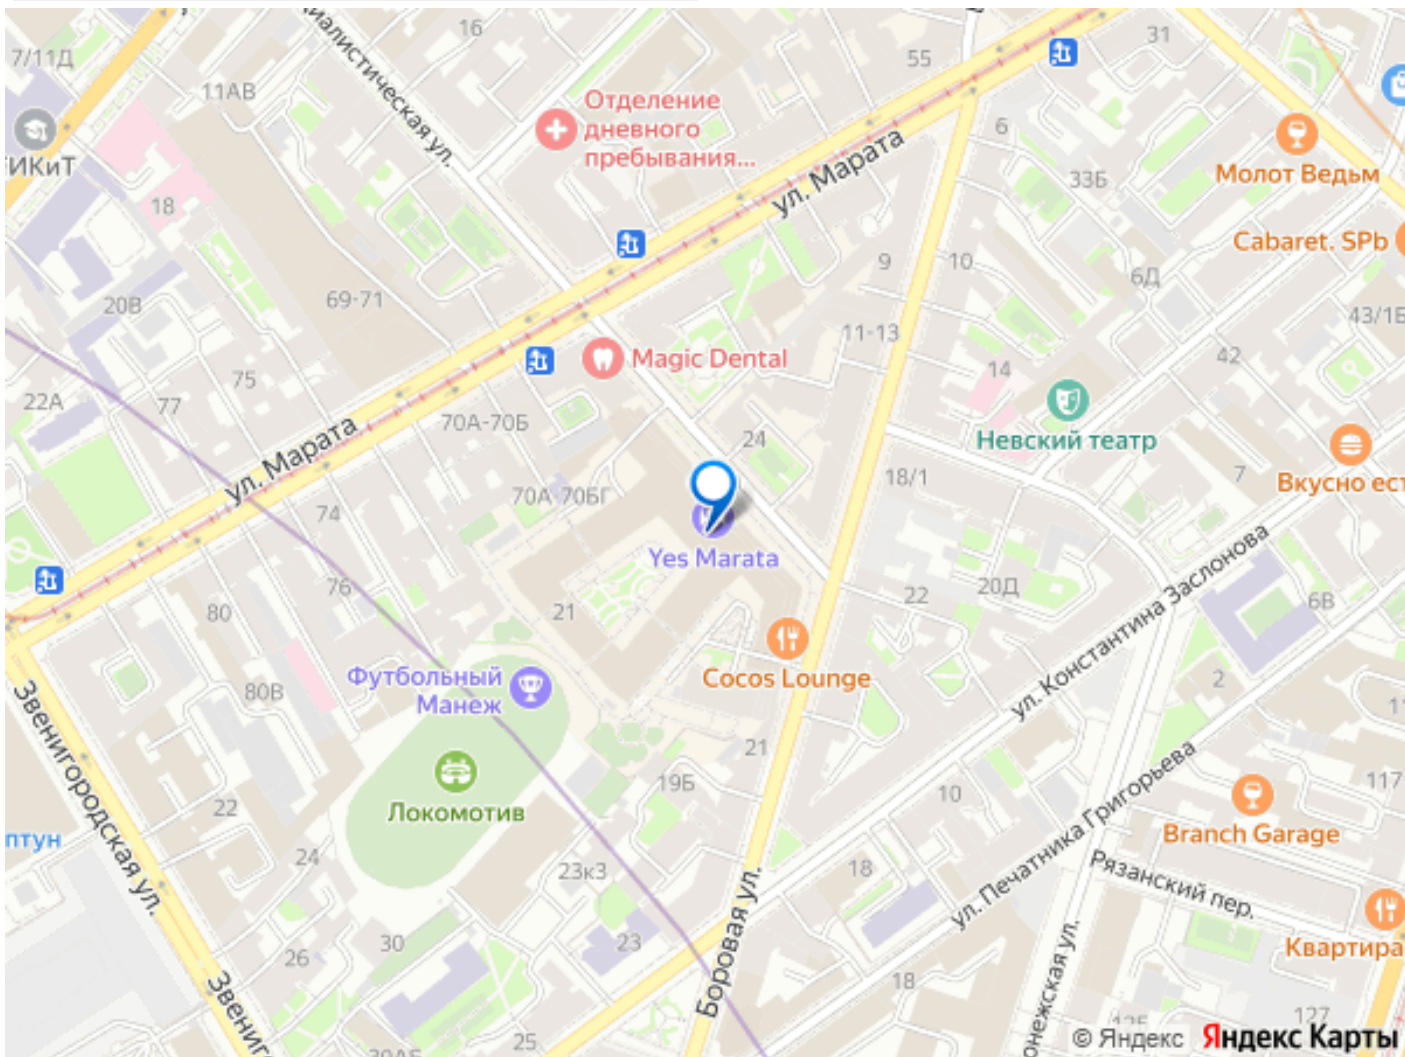 7/11Д
16
31
55
11АВ
Отделение
дневного
пребывания...
иалистическая ул.
ул. Марата
6
33Б
Молот Ведьм
ИКиТ
18
Cabaret. SPb
9
10
6Д
20В
69-71
11-13
43/1Б
42
Magic Dental
14
75
22А
77
70А-70Б
24
Невский театр
ул. Марата
18/1
7
Вкусно ест
70А-70БГ
74
Yes Marata
76
80
21
22
20Д
6В
ул. Константина Заслонова
Cocos Lounge
Футбольный
Манеж
80В
2
11
21
19Б
Звенигородская ул.
Локомотив
10
117
22
птун
Branch Garage
24
23к3
18
ул. Печатника Григорьева
Рязанский пер.
Боровая ул.
30
23
26
Квартира
18
Звениг
онежская ул.
25
127
© Яндекс Яндекс Карты